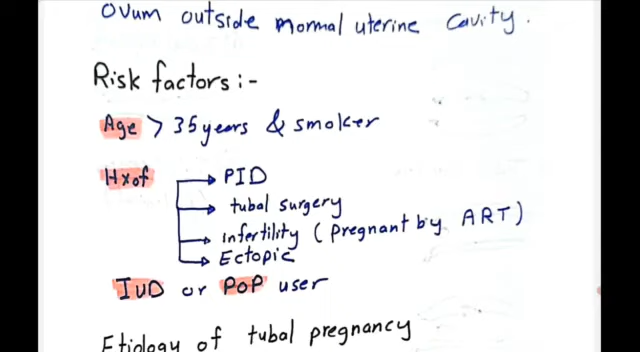 Ovum outside normal uterine cavity.
Risk factors:-
Age > 35 years & smoker
Hx of → PID
→ tubal surgery
→ infertility (pregnant by ART)
→ Ectopic
IUD or POP user
Etiology of tubal pregnancy